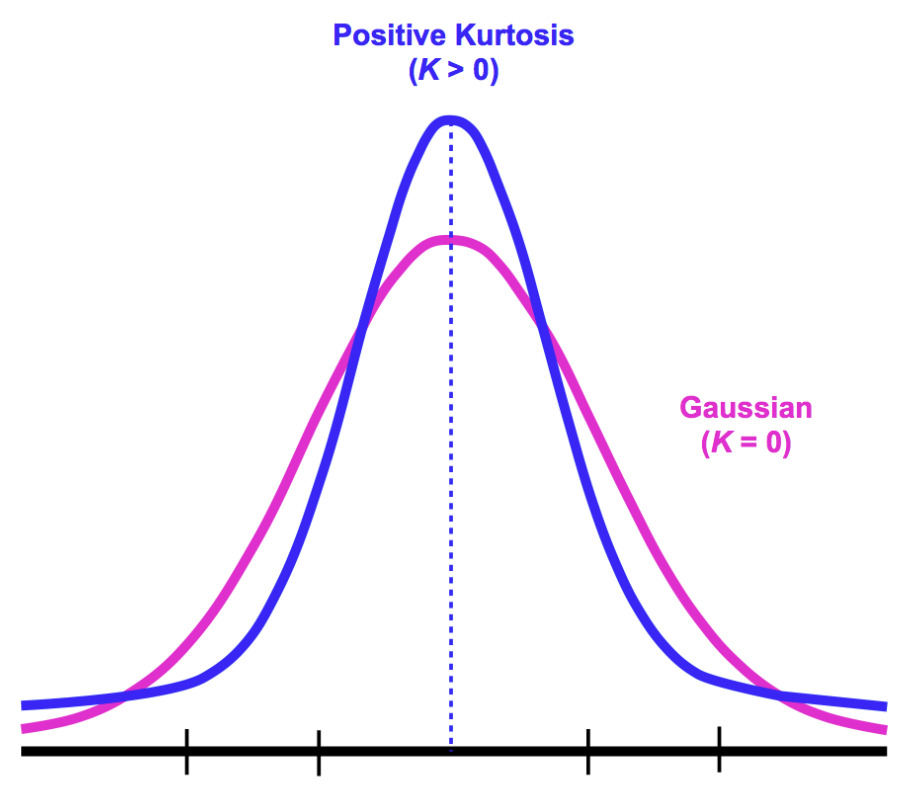 Positive Kurtosis
(K > 0)
Gaussian
(K = 0)